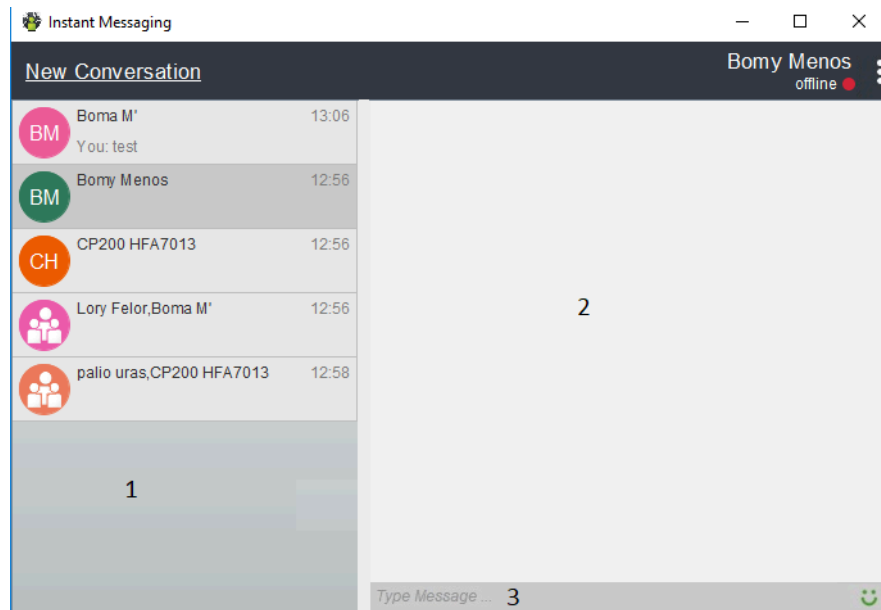 Instant Messaging
New Conversation
Bomy Menos
offline
BM
Boma M'
13:06
You: test
BM
Bomy Menos
12:56
CH
CP200 HFA7013
12:56
Lory Felor,Boma M'
12:56
palio uras,CP200 HFA7013
12:58
1
2
Type Message ...
3